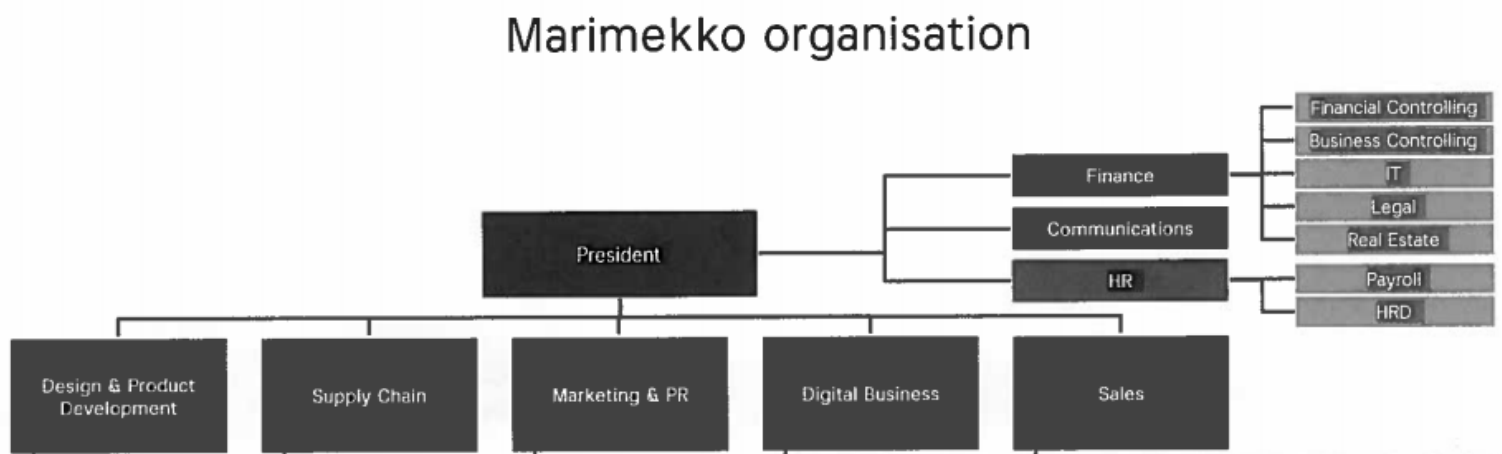 Marimekko organisation
Financial Controlling
Business Controlling
Finance
IT
Legal
Communications
Real Estate
President
HR
Payroll
HRD
Design & Product
Development
Supply Chain
Marketing & PR
Digital Business
Sales